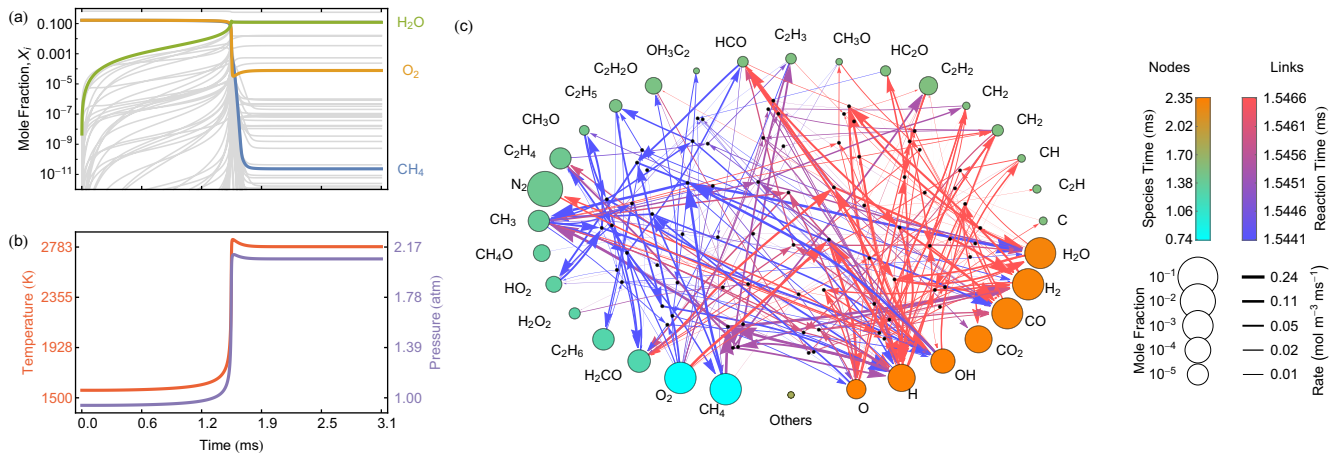 (a)
Mole Fraction, Xᵢ
0.100
0.001
10⁻⁵
10⁻⁷
10⁻⁹
10⁻¹¹
H₂O
O₂
CH₄
(b)
Temperature (K)
2783
2355
1928
1500
2.17
1.78
1.39
1.00
Pressure (atm)
0.0 0.6 1.2 1.9 2.5 3.1
Time (ms)
(c)
HCO
C₂H₃
CH₃O
HC₂O
C₂H₂
CH₂
CH₂
CH
C₂H
C
H₂O
H₂
CO
CO₂
OH
H
O
Others
CH₄
O₂
H₂CO
C₂H₆
H₂O₂
HO₂
CH₄O
CH₃
N₂
C₂H₄
CH₃O
C₂H₅
C₂H₂O
OH₃C₂
Nodes
2.35
2.02
1.70
1.38
1.06
0.74
Species Time (ms)
Links
1.5466
1.5461
1.5456
1.5451
1.5446
1.5441
Reaction Time (ms)
Mole Fraction
10⁻¹
10⁻²
10⁻³
10⁻⁴
10⁻⁵
0.24
0.11
0.05
0.02
0.01
Rate (mol m⁻³ ms⁻¹)